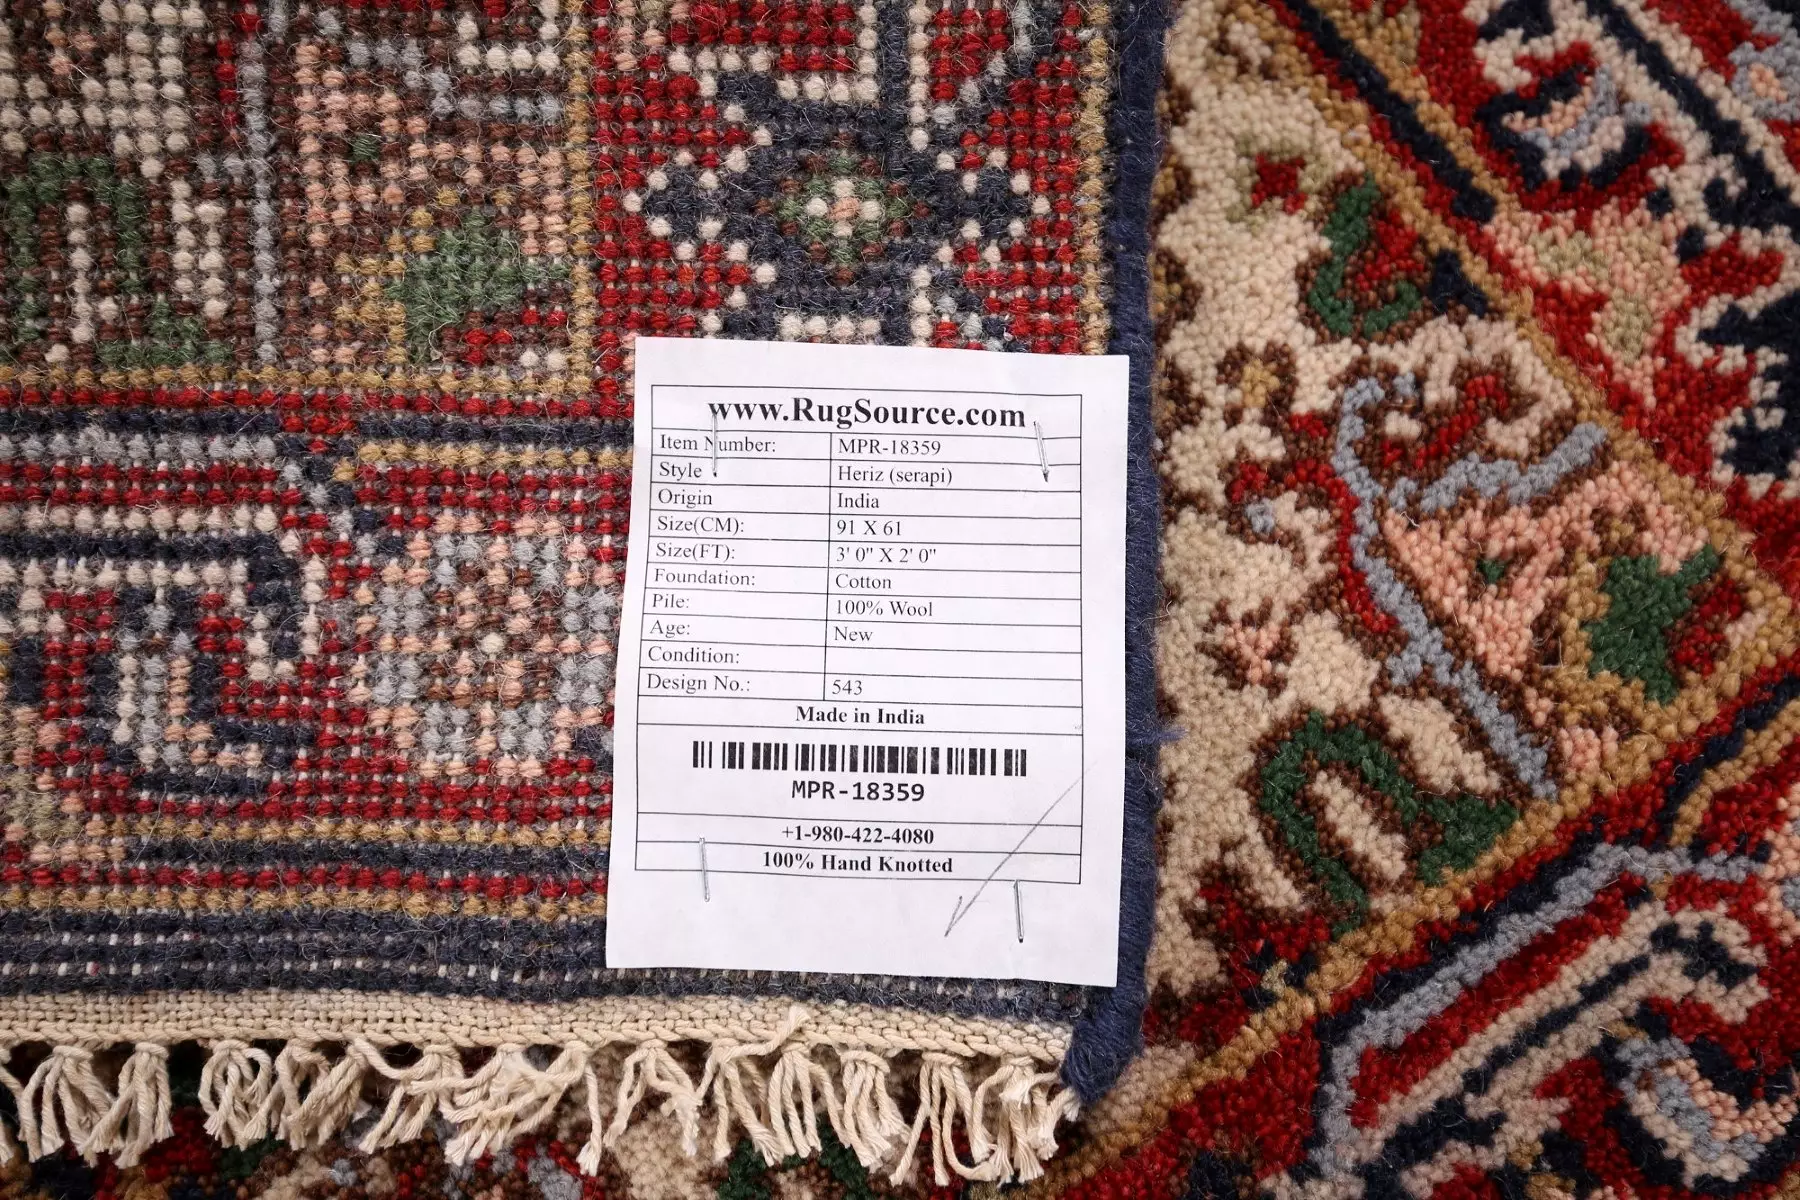 www.RugSource.com
Item Number: MPR-18359
Style Heriz (serapi)
Origin India
Size(CM): 91 X 61
Size(FT): 3' 0" X 2' 0"
Foundation: Cotton
Pile: 100% Wool
Age: New
Condition:
Design No.: 543
Made in India
MPR-18359
+1-980-422-4080
100% Hand Knotted